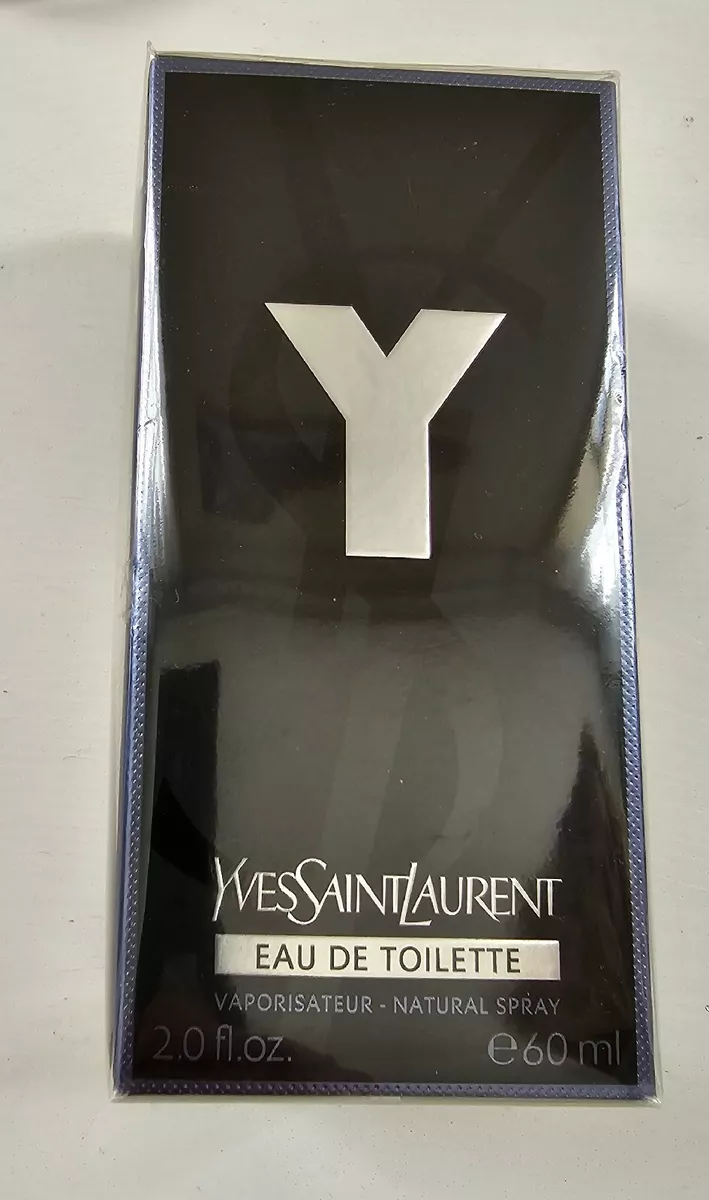 Y
YVESSAINTLAURENT
EAU DE TOILETTE
VAPORISATEUR - NATURAL SPRAY
2.0 fl.oz. ℮60 ml